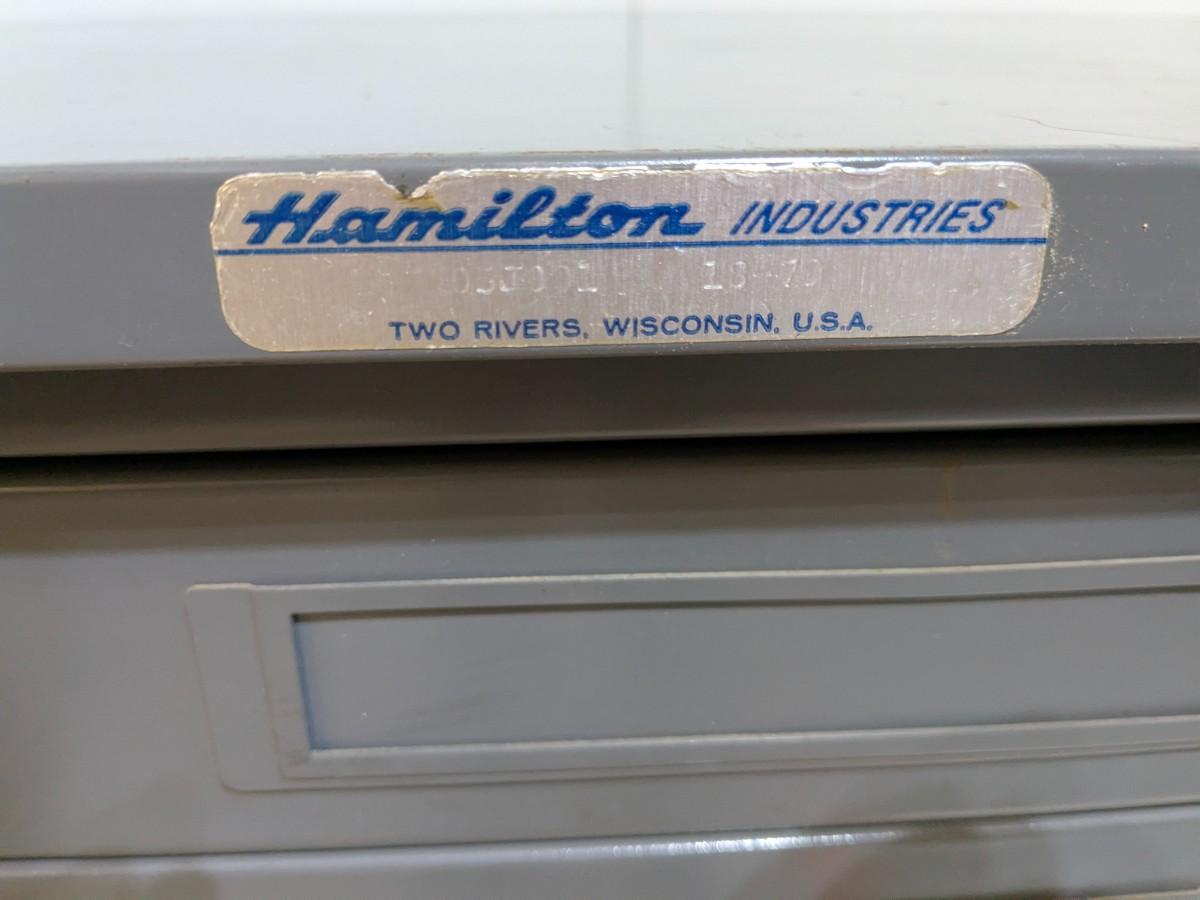 Hamilton INDUSTRIES
TWO RIVERS, WISCONSIN, U.S.A.